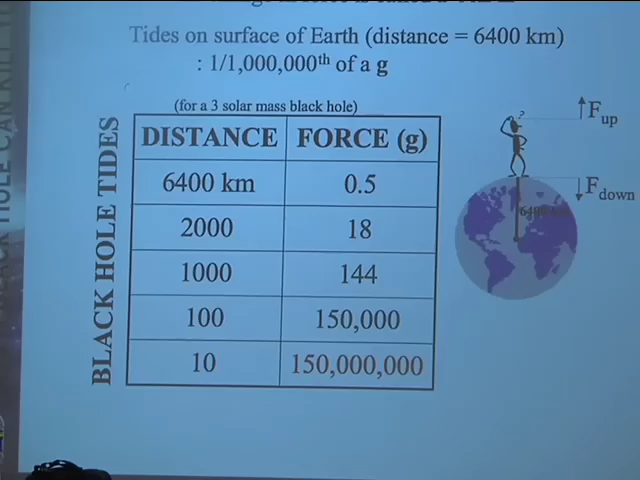 Tides on surface of Earth (distance = 6400 km)
: 1/1,000,000th of a g
(for a 3 solar mass black hole)
BLACK HOLE TIDES
DISTANCE FORCE (g)
6400 km 0.5
2000 18
1000 144
100 150,000
10 150,000,000
?
Fup
Fdown